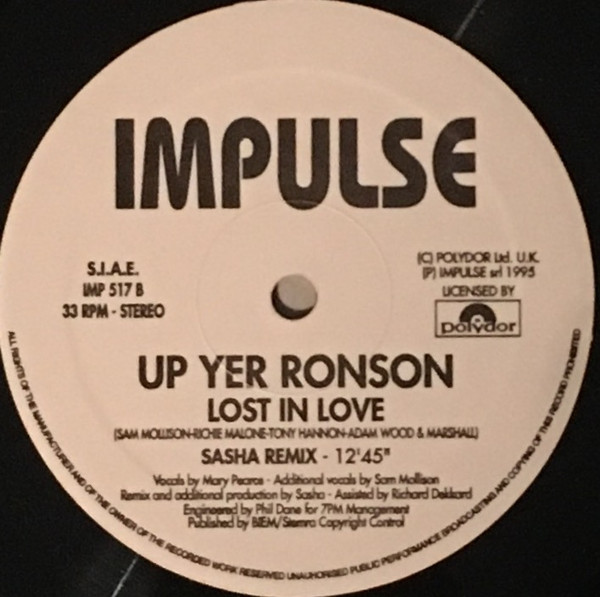 IMPULSE
S.I.A.E.
IMP 517 B
33 RPM - STEREO
(C) POLYDOR Ltd. U.K.
(P) IMPULSE srl 1995
LICENSED BY
polydor
UP YER RONSON
LOST IN LOVE
(SAM MOLLISON-RICHIE MALONE-TONY HANNON-ADAM WOOD & MARSHALL)
SASHA REMIX - 12'45"
Vocals by Mary Pearce - Additional vocals by Sam Mollison
Remix and additional production by Sasha - Assisted by Richard Dekkard
Engineered by Phil Dane for 7PM Management
Published by BIEM/Stemra Copyright Control
ALL RIGHTS OF THE MANUFACTURER AND OF THE OWNER OF THE RECORDED WORK RESERVED UNAUTHORISED PUBLIC PERFORMANCE BROADCASTING AND COPYING OF THIS RECORD PROHIBITED